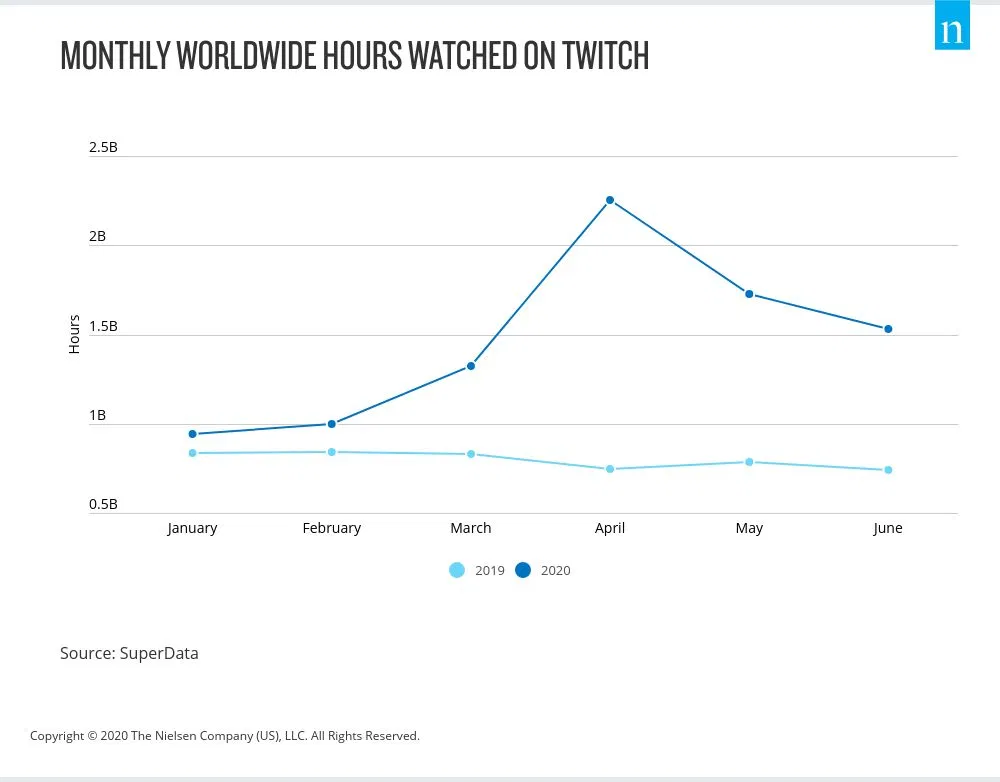 n
MONTHLY WORLDWIDE HOURS WATCHED ON TWITCH
2.5B
2B
1.5B
1B
0.5B
Hours
January February March April May June
2019 2020
Source: SuperData
Copyright © 2020 The Nielsen Company (US), LLC. All Rights Reserved.